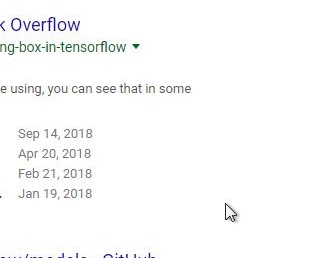 k Overflow
ng-box-in-tensorflow
e using, you can see that in some
Sep 14, 2018
Apr 20, 2018
Feb 21, 2018
. Jan 19, 2018
ow/models - GitHub